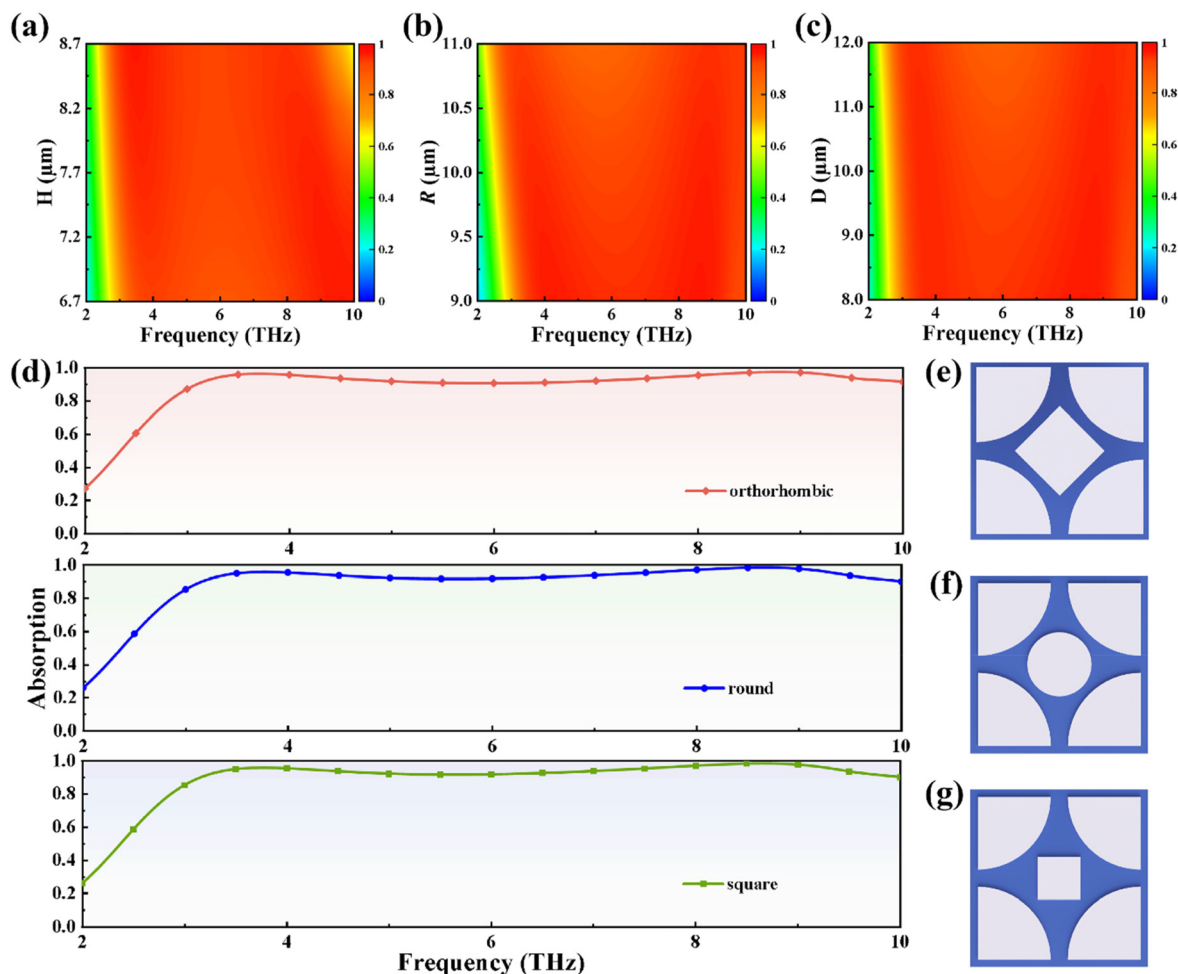 (a)
8.7
8.2
7.7
7.2
6.7
H (μm)
2 4 6 8 10
Frequency (THz)
1
0.8
0.6
0.4
0.2
0
(b)
11.0
10.5
10.0
9.5
9.0
R (μm)
2 4 6 8 10
Frequency (THz)
1
0.8
0.6
0.4
0.2
0
(c)
12.0
11.0
10.0
9.0
8.0
D (μm)
2 4 6 8 10
Frequency (THz)
1
0.8
0.6
0.4
0.2
0
(d)
1.0
0.8
0.6
0.4
0.2
0.0
orthorhombic
2 4 6 8 10
(e)
1.0
0.8
0.6
0.4
0.2
0.0
Absorption
round
2 4 6 8 10
(f)
1.0
0.8
0.6
0.4
0.2
0.0
square
2 4 6 8 10
Frequency (THz)
(g)